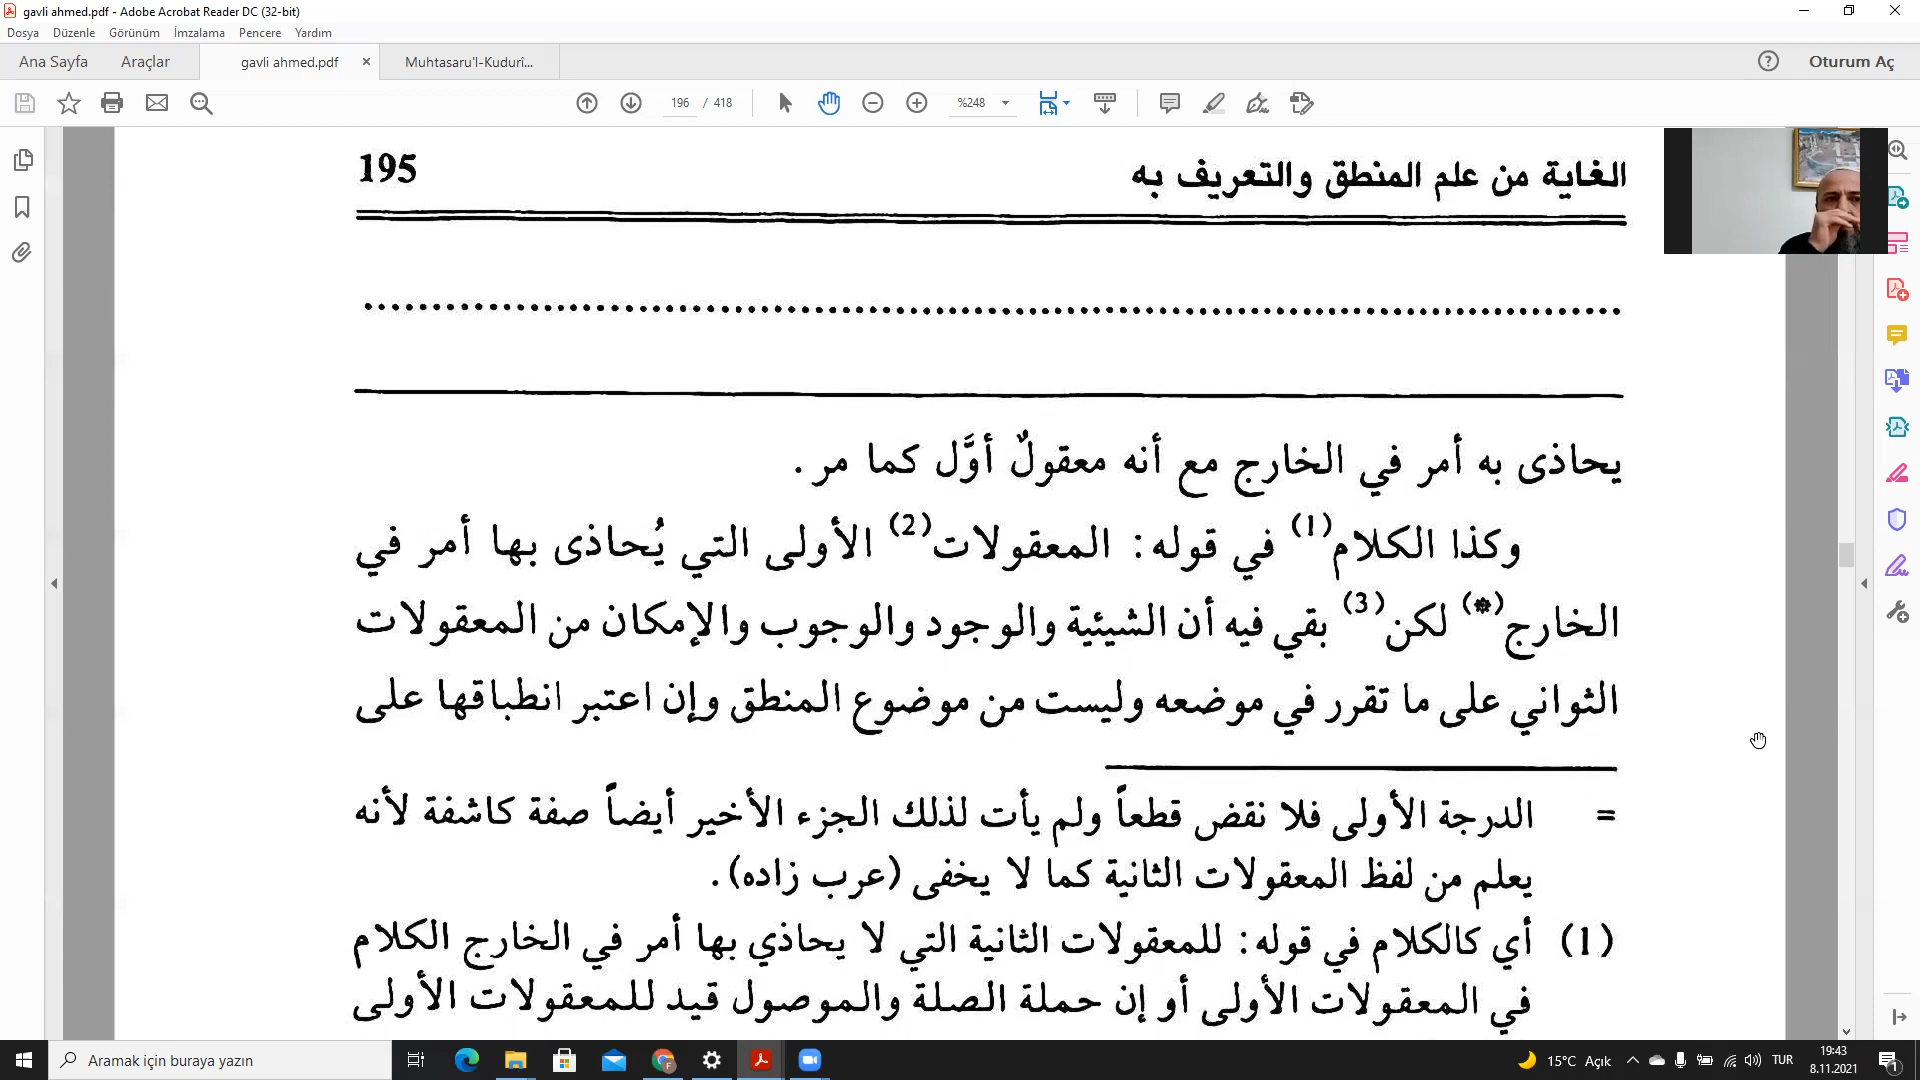 gavli ahmed.pdf - Adobe Acrobat Reader DC (32-bit)
Dosya Düzenle Görünüm İmzalama Pencere Yardım
Ana Sayfa Araçlar gavli ahmed.pdf × Muhtasaru'l-Kudurî... Oturum Aç
196 / 418 %248
الغاية من علم المنطق والتعريف به 195
يحاذى به أمر في الخارج مع أنه معقولٌ أوَّل كما مر .
وكذا الكلام(1) في قوله: المعقولات(2) الأولى التي يُحاذى بها أمر في
الخارج(*) لكن(3) بقي فيه أن الشيئية والوجود والوجوب والإمكان من المعقولات
الثواني على ما تقرر في موضعه وليست من موضوع المنطق وإن اعتبر انطباقها على
= الدرجة الأولى فلا نقض قطعاً ولم يأت لذلك الجزء الأخير أيضاً صفة كاشفة لأنه
يعلم من لفظ المعقولات الثانية كما لا يخفى (عرب زاده).
(1) أي كالكلام في قوله: للمعقولات الثانية التي لا يحاذي بها أمر في الخارج الكلام
في المعقولات الأولى أو إن حملة الصلة والموصول قيد للمعقولات الأولى
Aramak için buraya yazın
15°C Açık
TUR
19:43
8.11.2021
1